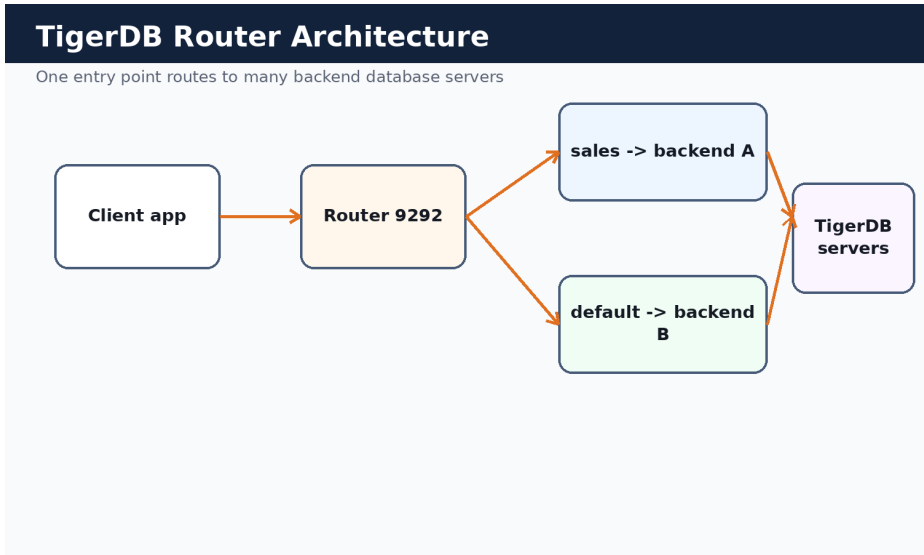 TigerDB Router Architecture
One entry point routes to many backend database servers
sales -> backend A
Client app
Router 9292
TigerDB
servers
default -> backend
B